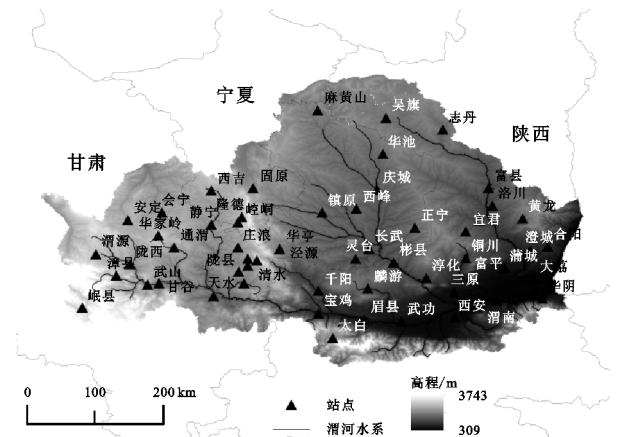 宁夏
甘肃
陕西
麻黄山
吴旗
志丹
华池
庆城
西吉
固原
富县
洛川
隆德
崆峒
镇原
西峰
黄龙
安定
会宁
静宁
正宁
宜君
华家岭
澄城
合阳
渭源
通渭
庄浪
华亭
长武
铜川
蒲城
陇西
泾源
灵台
彬县
漳县
陇县
富平
大荔
武山
清水
千阳
麟游
淳化
三原
华阴
岷县
甘谷
天水
宝鸡
眉县
武功
西安
渭南
太白
0 100 200 km
站点
渭河水系
高程/m
3743
309